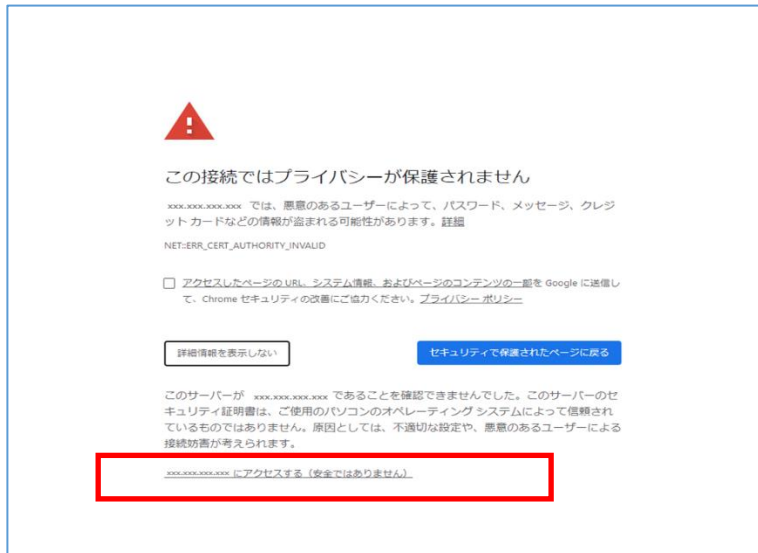 この接続ではプライバシーが保護されません
xxx.xxx.xxx.xxx では、悪意のあるユーザーによって、パスワード、メッセージ、クレジ
ット カードなどの情報が盗まれる可能性があります。詳細
NET::ERR_CERT_AUTHORITY_INVALID
アクセスしたページの URL、システム情報、およびページのコンテンツの一部を Google に送信し
て、Chrome セキュリティの改善にご協力ください。プライバシー ポリシー
詳細情報を表示しない
セキュリティで保護されたページに戻る
このサーバーが xxx.xxx.xxx.xxx であることを確認できませんでした。このサーバーのセ
キュリティ証明書は、ご使用のパソコンのオペレーティング システムによって信頼され
ているものではありません。原因としては、不適切な設定や、悪意のあるユーザーによる
接続妨害が考えられます。
xxx.xxx.xxx.xxx にアクセスする（安全ではありません）